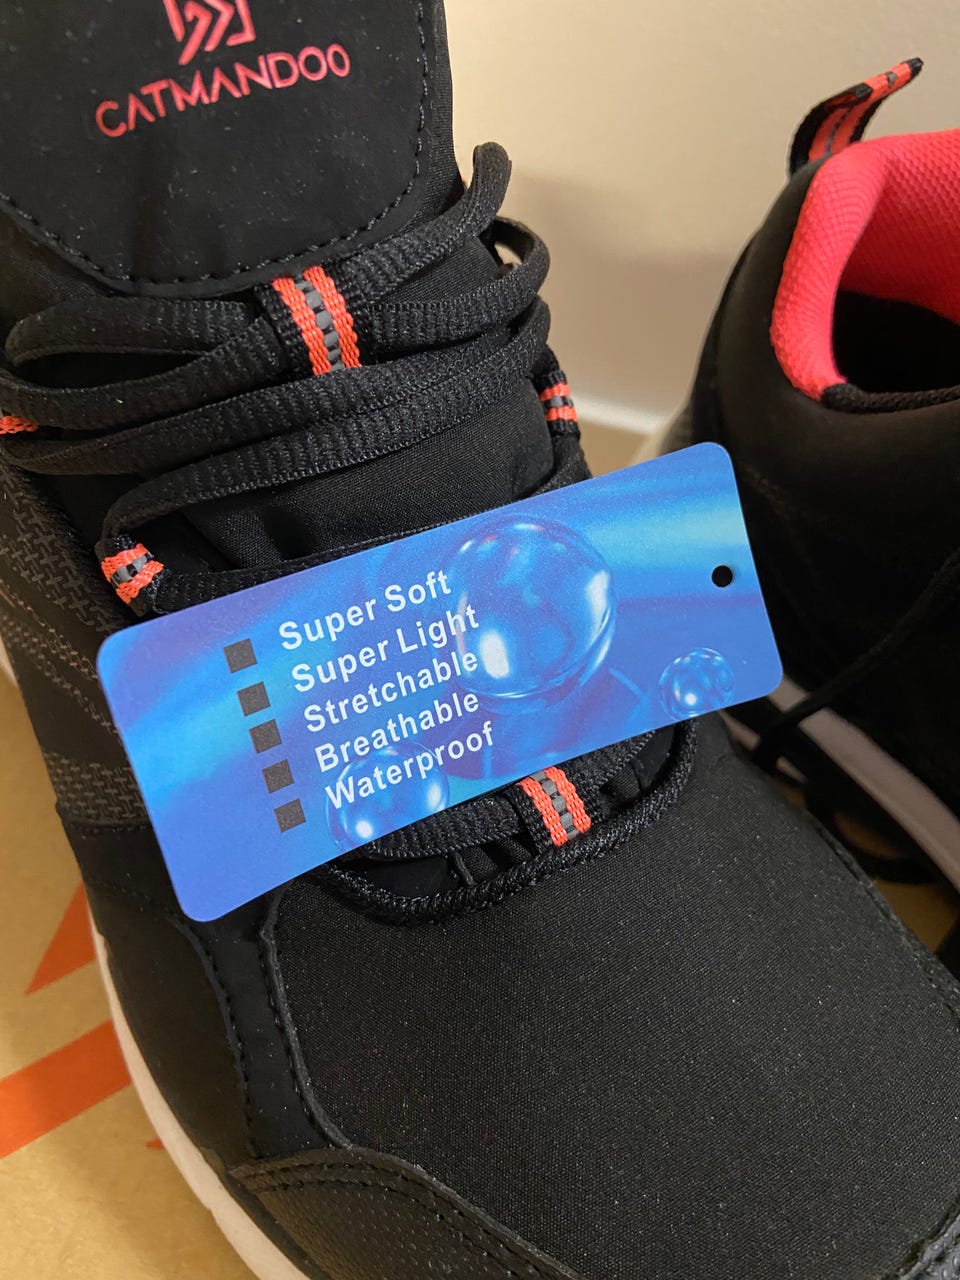 CATMANDOO
Super Soft
Super Light
Stretchable
Breathable
Waterproof